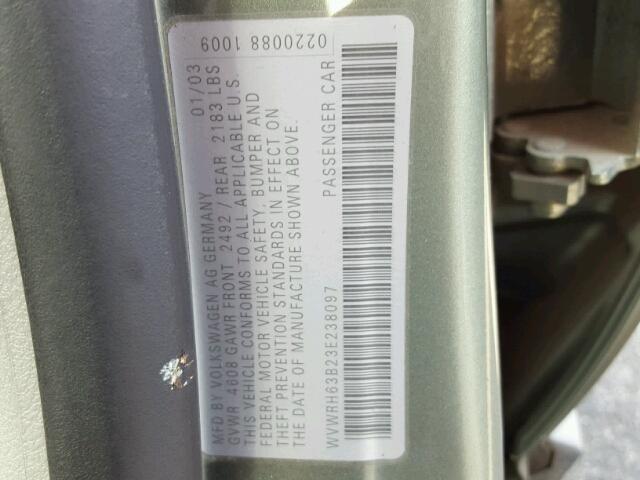 0220088 1009
MFD BY VOLKSWAGEN AG GERMANY 01/03
GVWR 4608 GAWR FRONT 2492 / REAR 2183 LBS
THIS VEHICLE CONFORMS TO ALL APPLICABLE U.S.
FEDERAL MOTOR VEHICLE SAFETY, BUMPER AND
THEFT PREVENTION STANDARDS IN EFFECT ON
THE DATE OF MANUFACTURE SHOWN ABOVE.
WVWRH63B23E238097 PASSENGER CAR